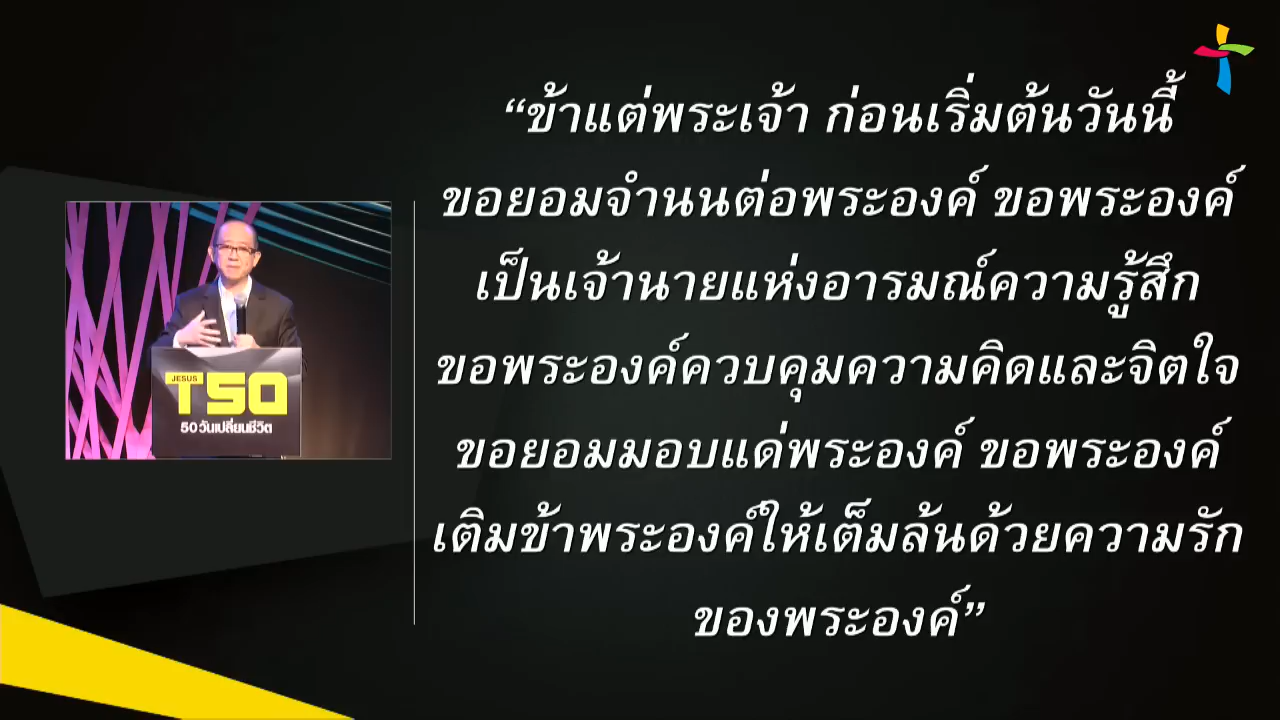 “ข้าแต่พระเจ้า ก่อนเริ่มต้นวันนี้
ขอยอมจำนนต่อพระองค์ ขอพระองค์
เป็นเจ้านายแห่งอารมณ์ความรู้สึก
ขอพระองค์ควบคุมความคิดและจิตใจ
ขอยอมมอบแด่พระองค์ ขอพระองค์
เติมข้าพระองค์ให้เต็มล้นด้วยความรัก
ของพระองค์”
JESUS
T50
50 วันเปลี่ยนชีวิต